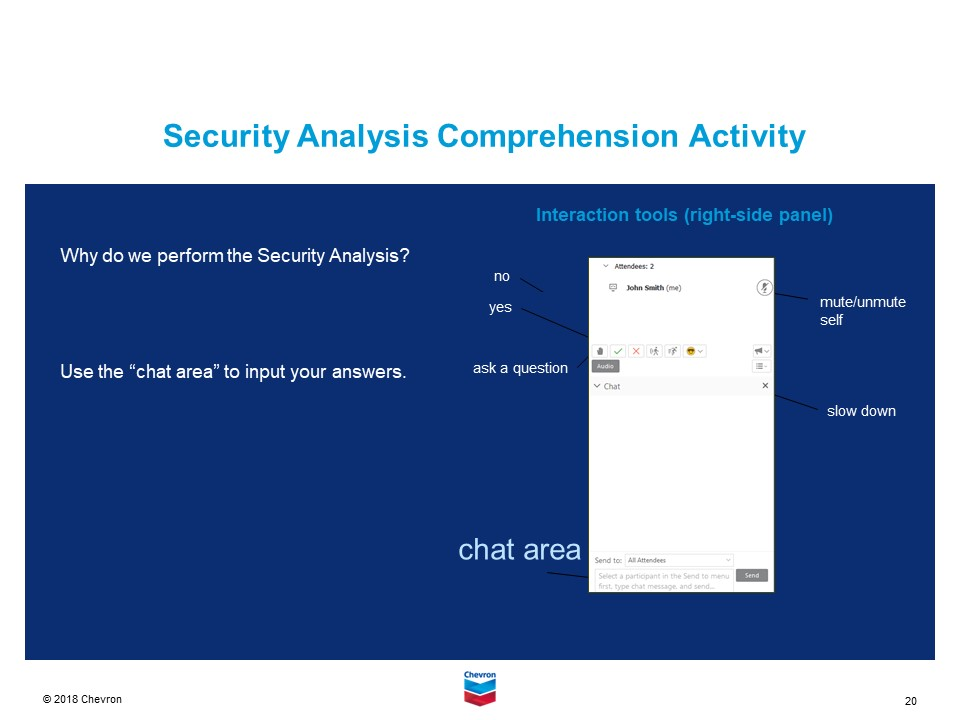 Security Analysis Comprehension Activity
Interaction tools (right-side panel)
Why do we perform the Security Analysis?
Use the “chat area” to input your answers.
no
yes
ask a question
chat area
Attendees: 2
John Smith (me)
Audio
Chat
Send to: All Attendees
Select a participant in the Send to menu
first, type chat message, and send...
Send
mute/unmute
self
slow down
© 2018 Chevron
Chevron
20